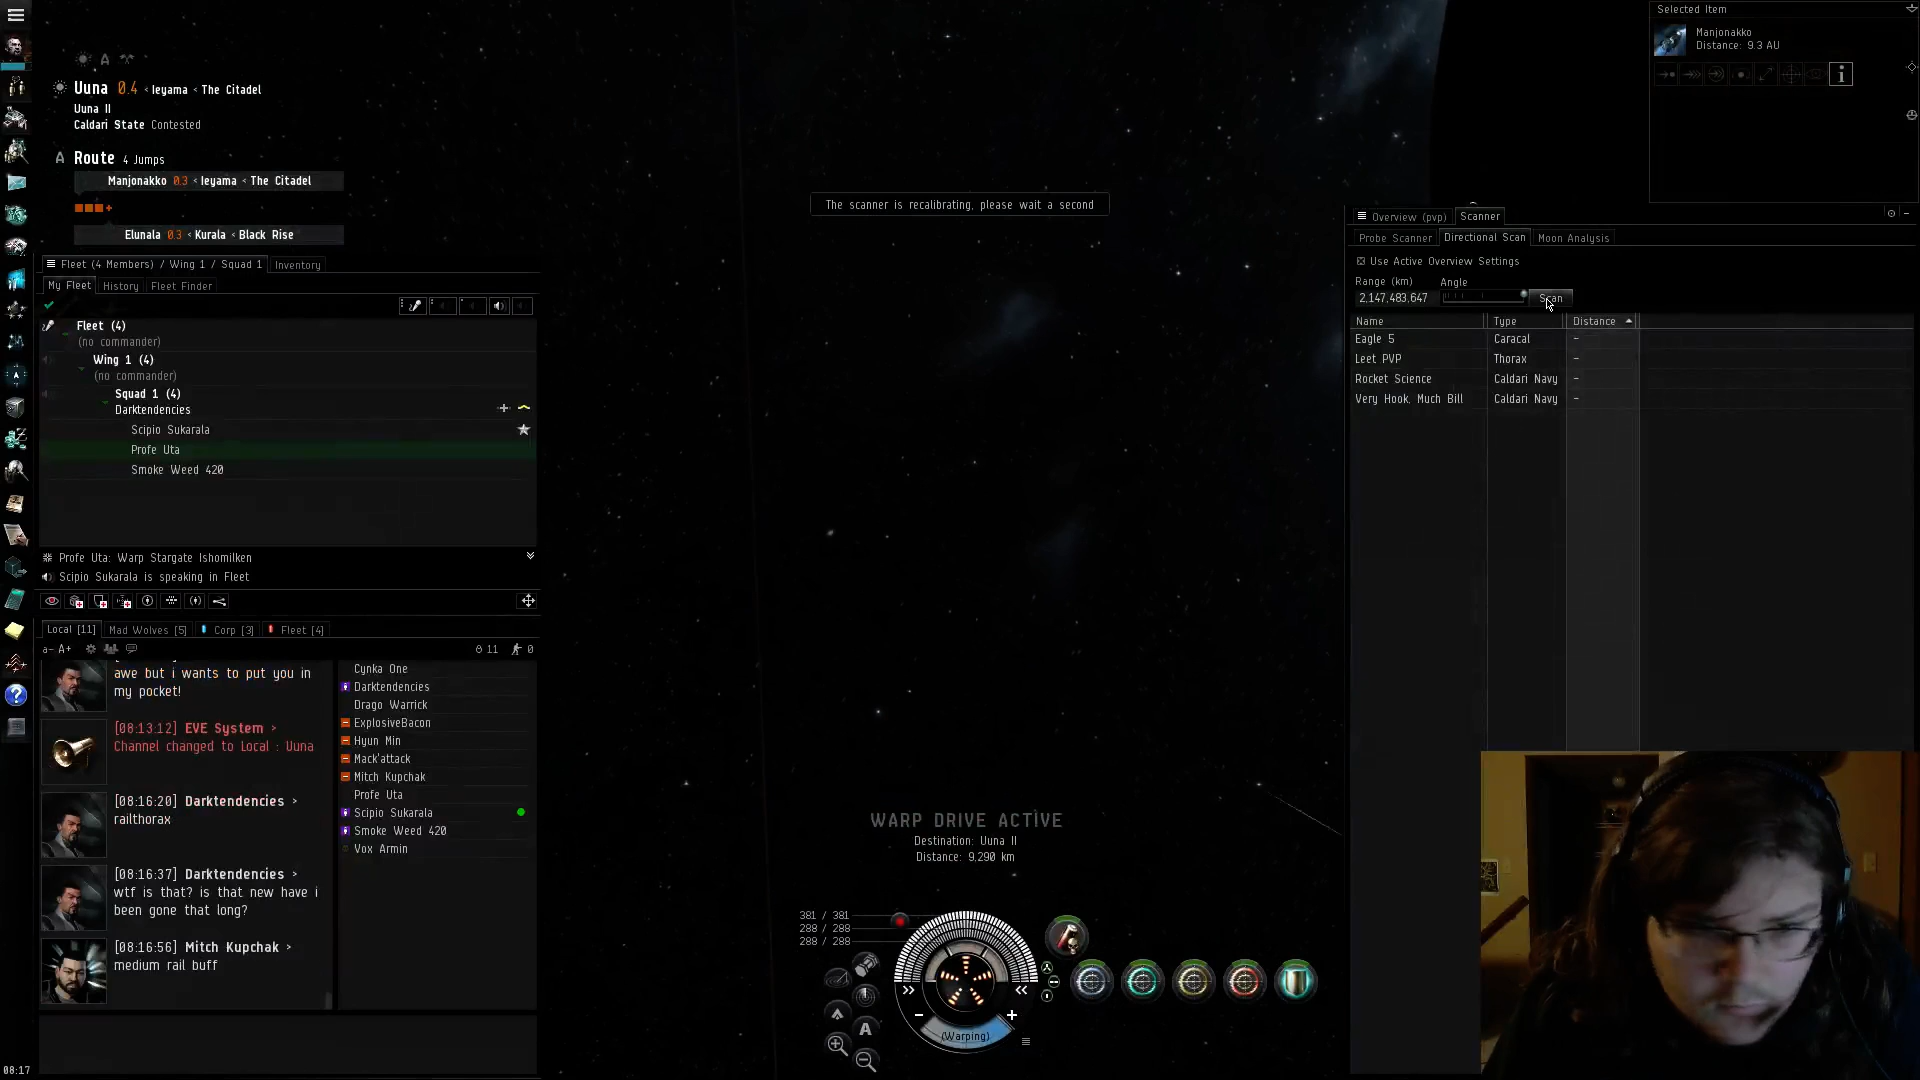 Uuna 0.4 < Ieyama < The Citadel
Uuna II
Caldari State Contested
A Route 4 Jumps
Manjonakko 0.3 < Ieyama < The Citadel
Elunala 0.3 < Kurala < Black Rise
Fleet (4 Members) / Wing 1 / Squad 1 Inventory
My Fleet History Fleet Finder
Fleet (4)
(no commander)
Wing 1 (4)
(no commander)
Squad 1 (4)
Darktendencies
Scipio Sukarala
Profe Uta
Smoke Weed 420
Profe Uta: Warp Stargate Ishomilken
Scipio Sukarala is speaking in Fleet
Local [11] Mad Wolves [5] Corp [3] Fleet [4]
a- A+ 11 0
awe but i wants to put you in
my pocket!
[08:13:12] EVE System >
Channel changed to Local : Uuna
[08:16:20] Darktendencies >
railthorax
[08:16:37] Darktendencies >
wtf is that? is that new have i
been gone that long?
[08:16:56] Mitch Kupchak >
medium rail buff
Cynka One
Darktendencies
Drago Warrick
ExplosiveBacon
Hyun Min
Mack'attack
Mitch Kupchak
Profe Uta
Scipio Sukarala
Smoke Weed 420
Vox Armin
08:17
The scanner is recalibrating, please wait a second
WARP DRIVE ACTIVE
Destination: Uuna II
Distance: 9,290 km
381 / 381
288 / 288
288 / 288
A
(Warping)
Selected Item
Manjonakko
Distance: 9.3 AU
Overview (pvp) Scanner
Probe Scanner Directional Scan Moon Analysis
Use Active Overview Settings
Range (km) Angle
2,147,483,647 Scan
Name Type Distance
Eagle 5 Caracal -
Leet PVP Thorax -
Rocket Science Caldari Navy -
Very Hook, Much Bill Caldari Navy -